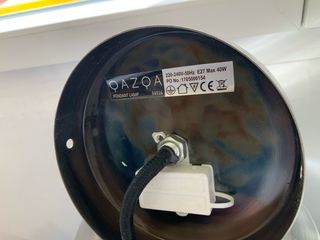 QAZQA
PENDANT LAMP
220-240V~50Hz E27 Max 40W
PO No.:1705000154